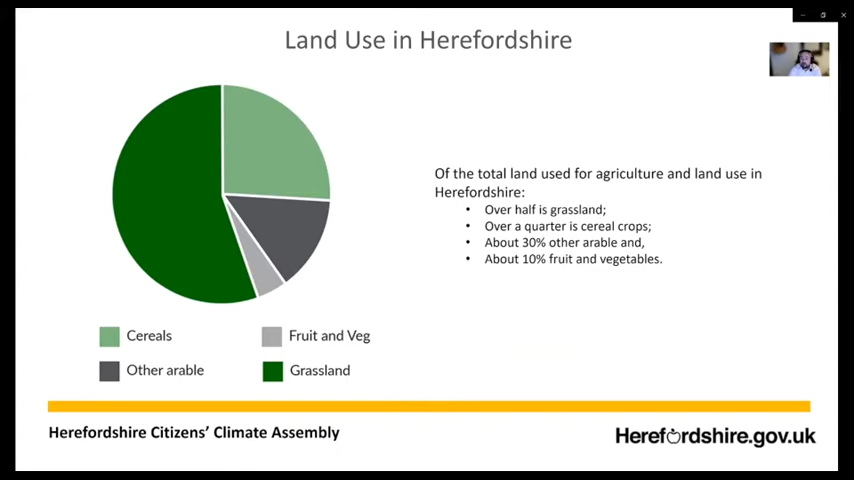 Land Use in Herefordshire
Of the total land used for agriculture and land use in
Herefordshire:
• Over half is grassland;
• Over a quarter is cereal crops;
• About 30% other arable and,
• About 10% fruit and vegetables.
Cereals
Fruit and Veg
Other arable
Grassland
Herefordshire Citizens' Climate Assembly
Herefordshire.gov.uk